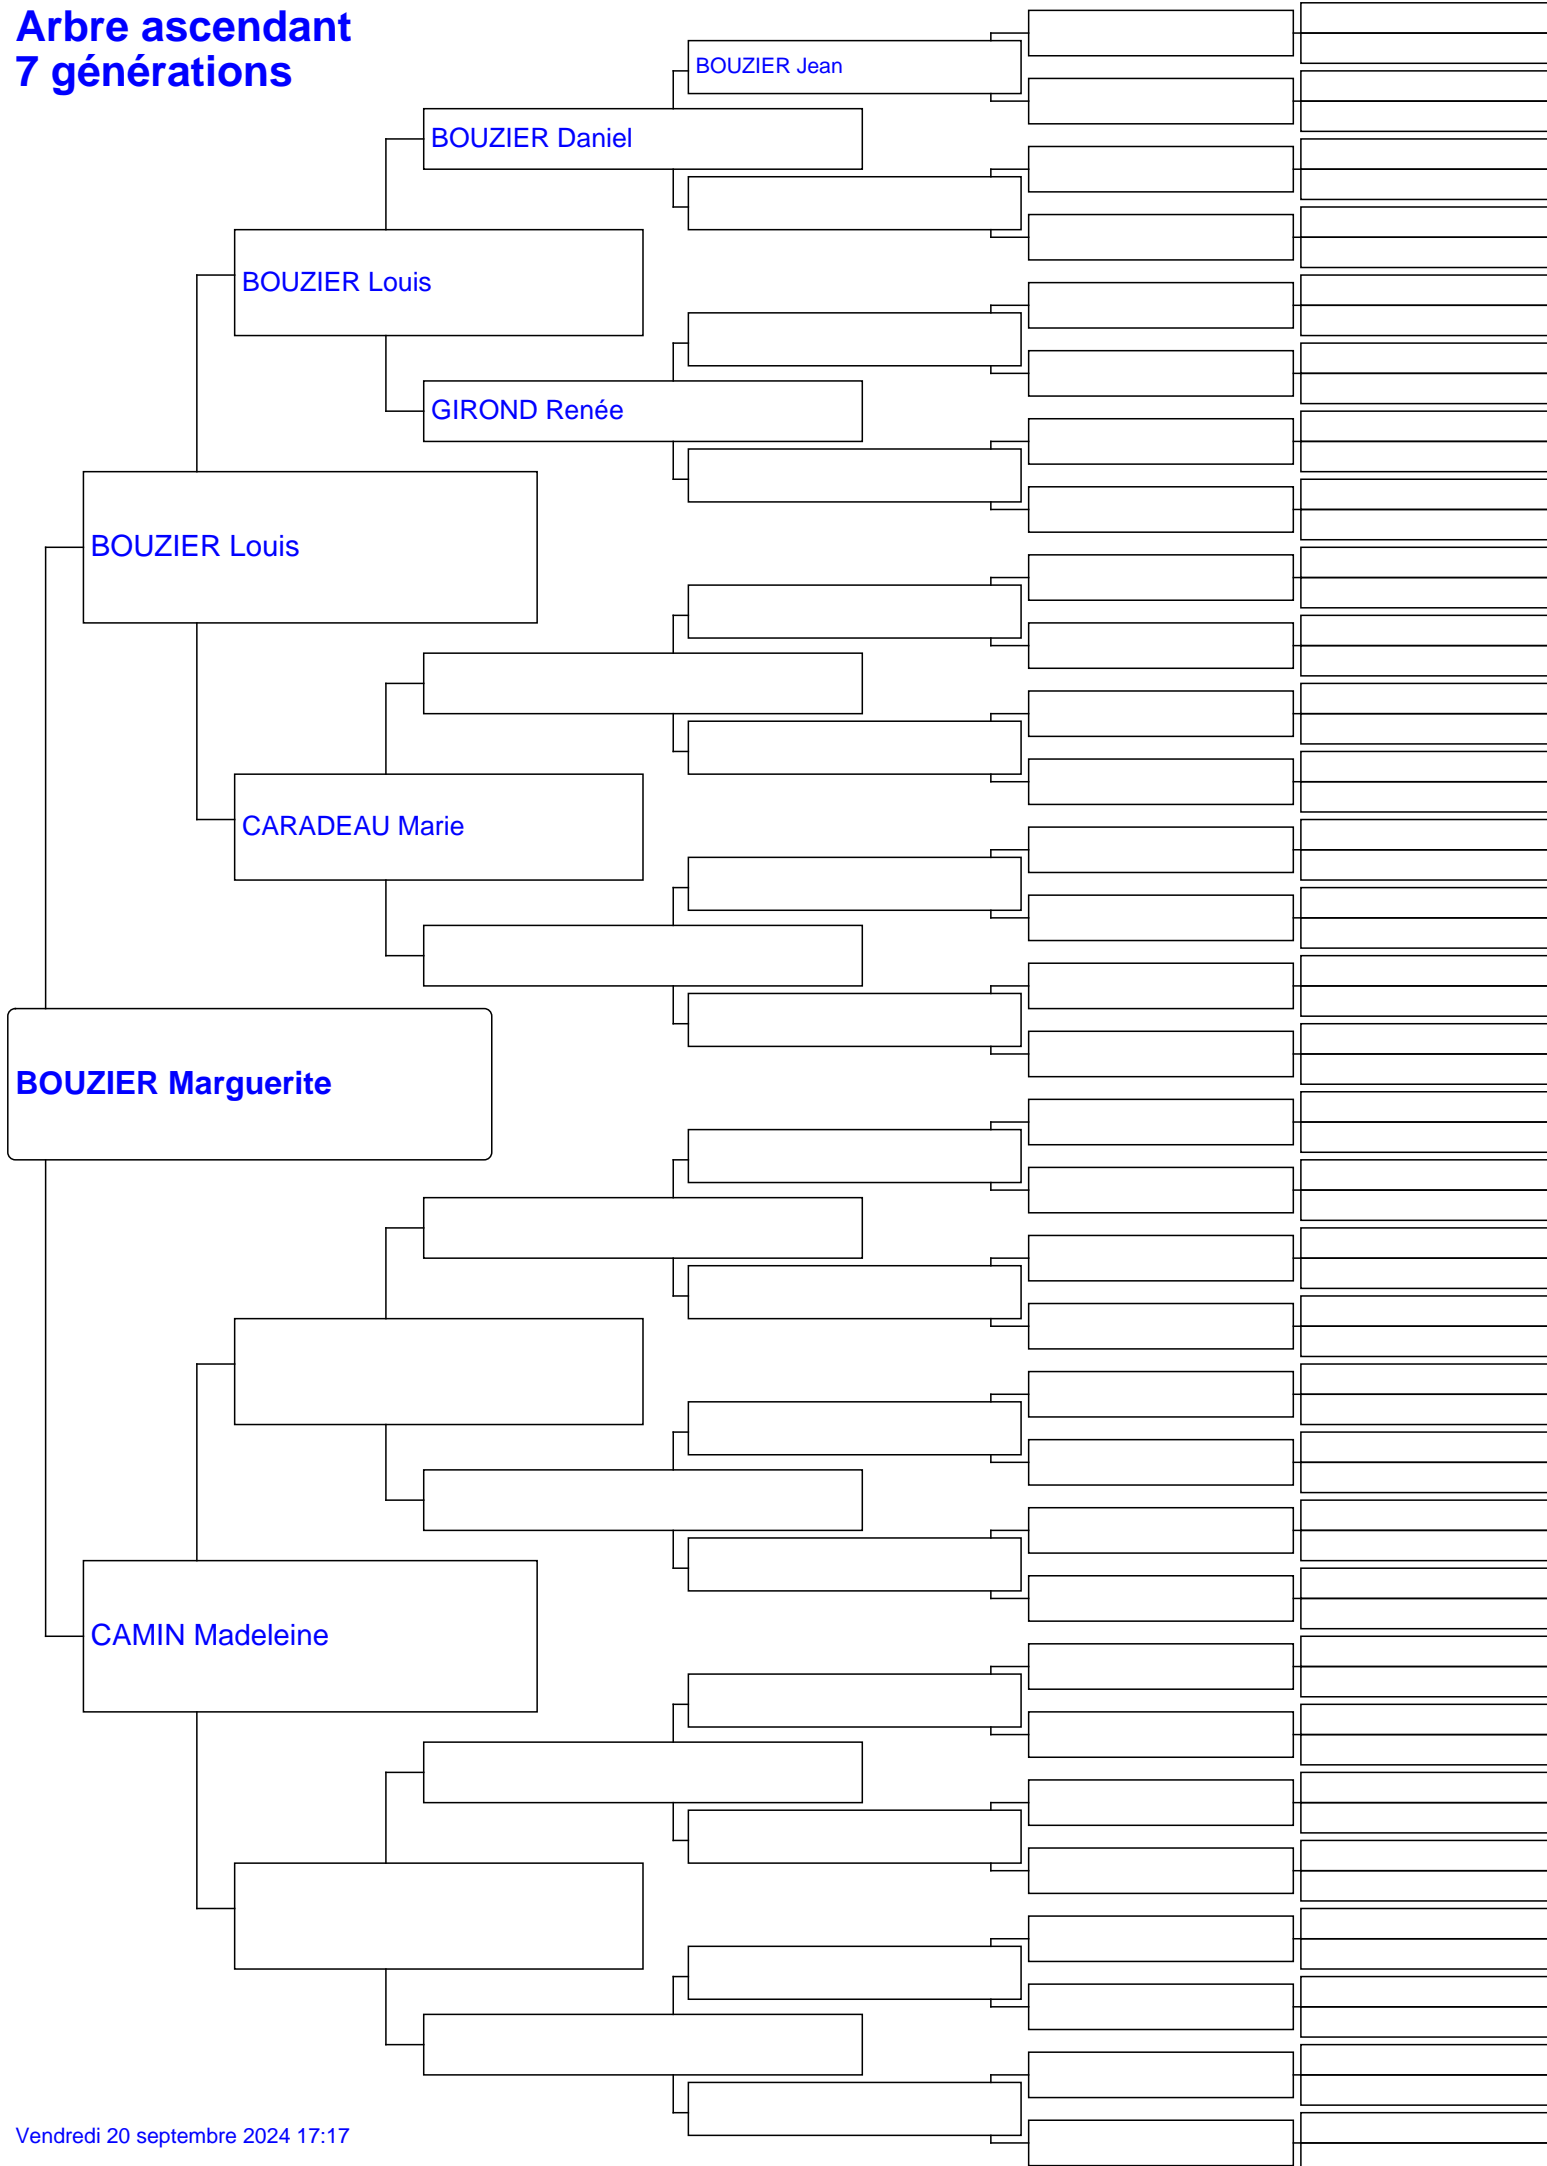 Arbre ascendant
7 générations
BOUZIER Jean
BOUZIER Daniel
BOUZIER Louis
GIROND Renée
BOUZIER Louis
CARADEAU Marie
BOUZIER Marguerite
CAMIN Madeleine
Vendredi 20 septembre 2024 17:17